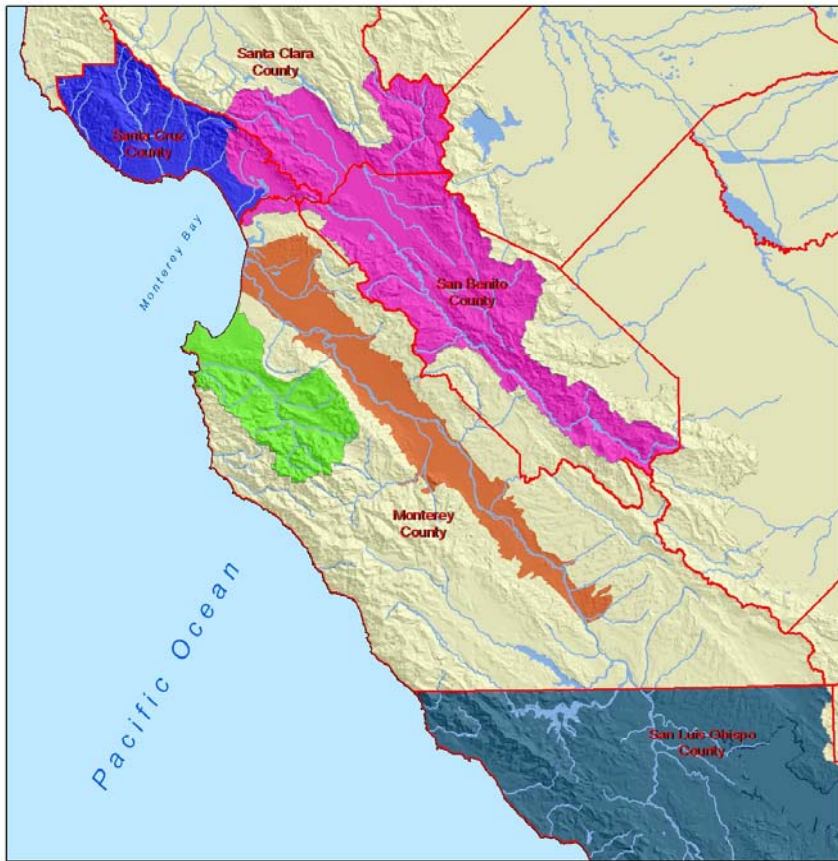 Santa Clara
County
Santa Cruz
County
Monterey Bay
San Benito
County
Monterey
County
Pacific Ocean
San Luis Obispo
County